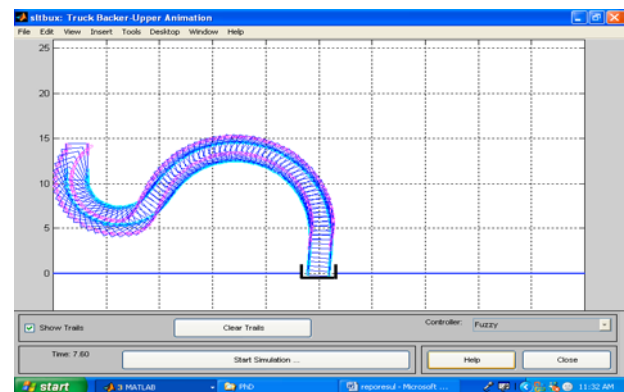 sltbux: Truck Backer-Upper Animation
File Edit View Insert Tools Desktop Window Help
25
20
15
10
5
0
Show Trails
Clear Trails
Controller:
Fuzzy
Time: 7.60
Start Simulation ...
Help
Close
start
3 MATLAB
PhD
reporesul - Microsoft ...
11:32 AM